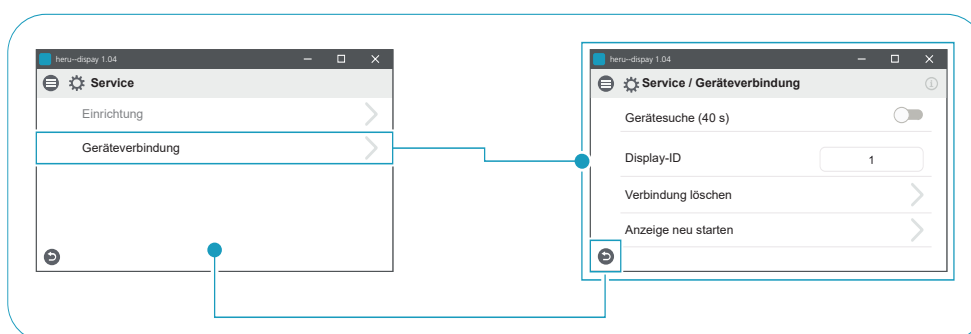 heru--dispay 1.04
Service
Einrichtung
Geräteverbindung
heru--dispay 1.04
Service / Geräteverbindung
Gerätesuche (40 s)
Display-ID 1
Verbindung löschen
Anzeige neu starten